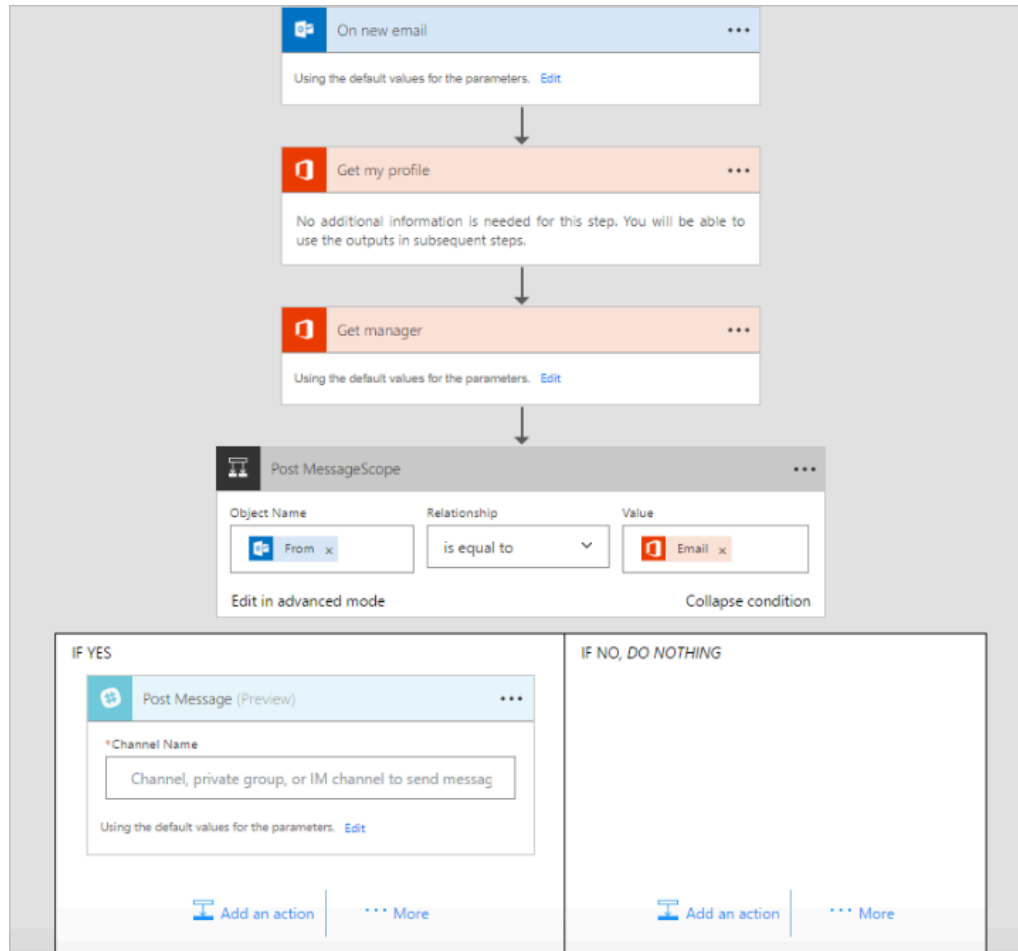 On new email
Using the default values for the parameters. Edit
Get my profile
No additional information is needed for this step. You will be able to
use the outputs in subsequent steps.
Get manager
Using the default values for the parameters. Edit
Post MessageScope
Object Name Relationship Value
From x is equal to Email x
Edit in advanced mode Collapse condition
IF YES
Post Message (Preview)
*Channel Name
Channel, private group, or IM channel to send messag
Using the default values for the parameters. Edit
Add an action More
IF NO, DO NOTHING
Add an action More